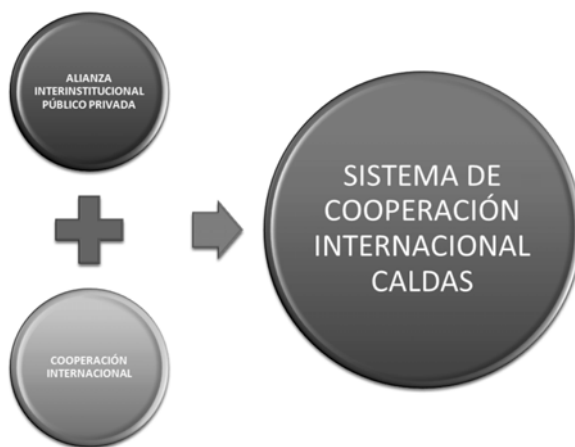 ALIANZA
INTERINSTITUCIONAL
PÚBLICO PRIVADA
COOPERACIÓN
INTERNACIONAL
SISTEMA DE
COOPERACIÓN
INTERNACIONAL
CALDAS